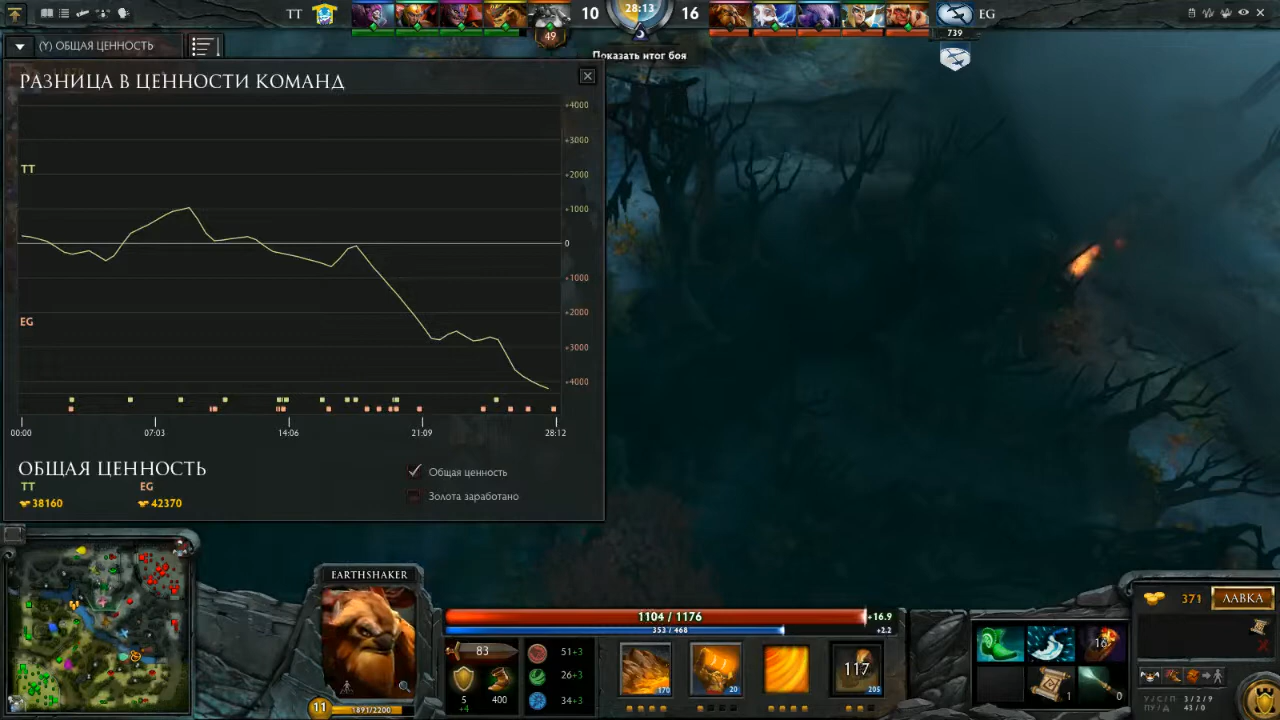 TT 10 28:13 16 EG
49
739
(Y) ОБЩАЯ ЦЕННОСТЬ
Показать итог боя
РАЗНИЦА В ЦЕННОСТИ КОМАНД
+4000
+3000
TT
+2000
+1000
0
+1000
+2000
EG
+3000
+4000
00:00 07:03 14:06 21:09 28:12
ОБЩАЯ ЦЕННОСТЬ
TT EG
38160 42370
Общая ценность
Золота заработано
EARTHSHAKER
11
1891/2200
1104 / 1176 +16.9
353 / 468 +2.2
83
5
+4
400
51+3
26+3
34+3
170
20
117
205
16
1
0
371 ЛАВКА
У/С/П 3/2/9
ПУ/Д 43/0